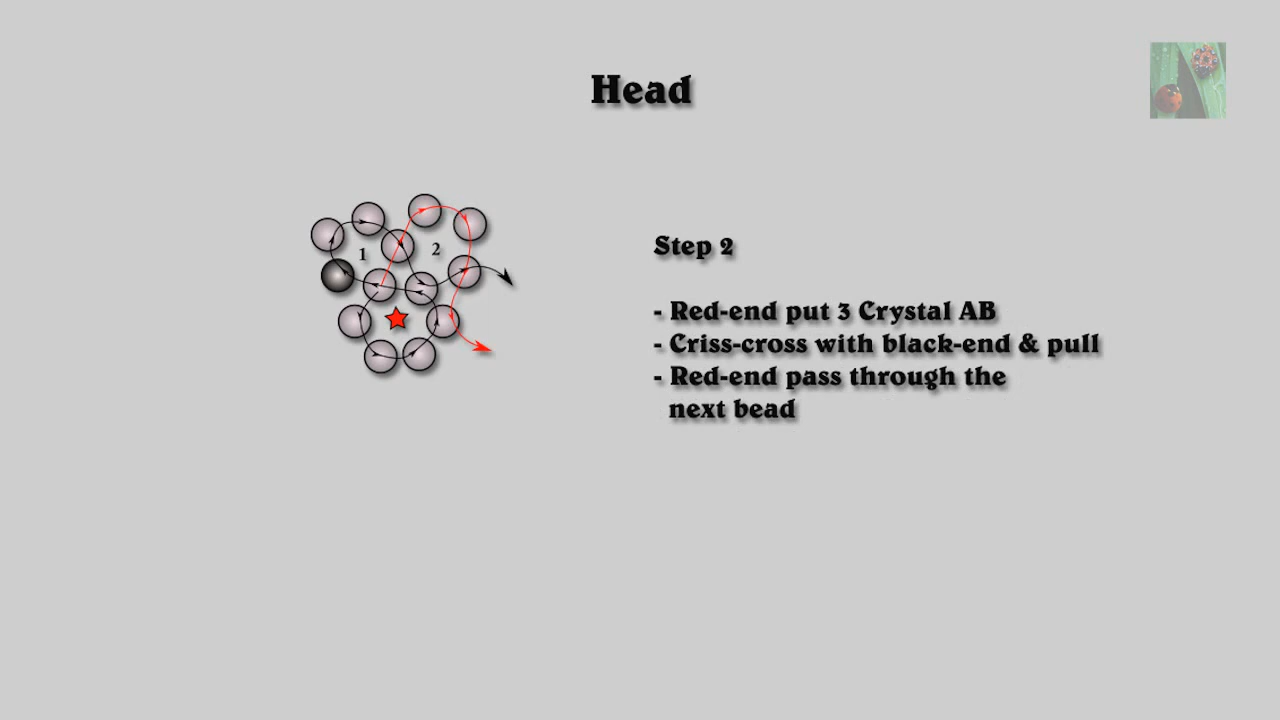 Head
1
2
Step 2
- Red-end put 3 Crystal AB
- Criss-cross with black-end & pull
- Red-end pass through the
next bead